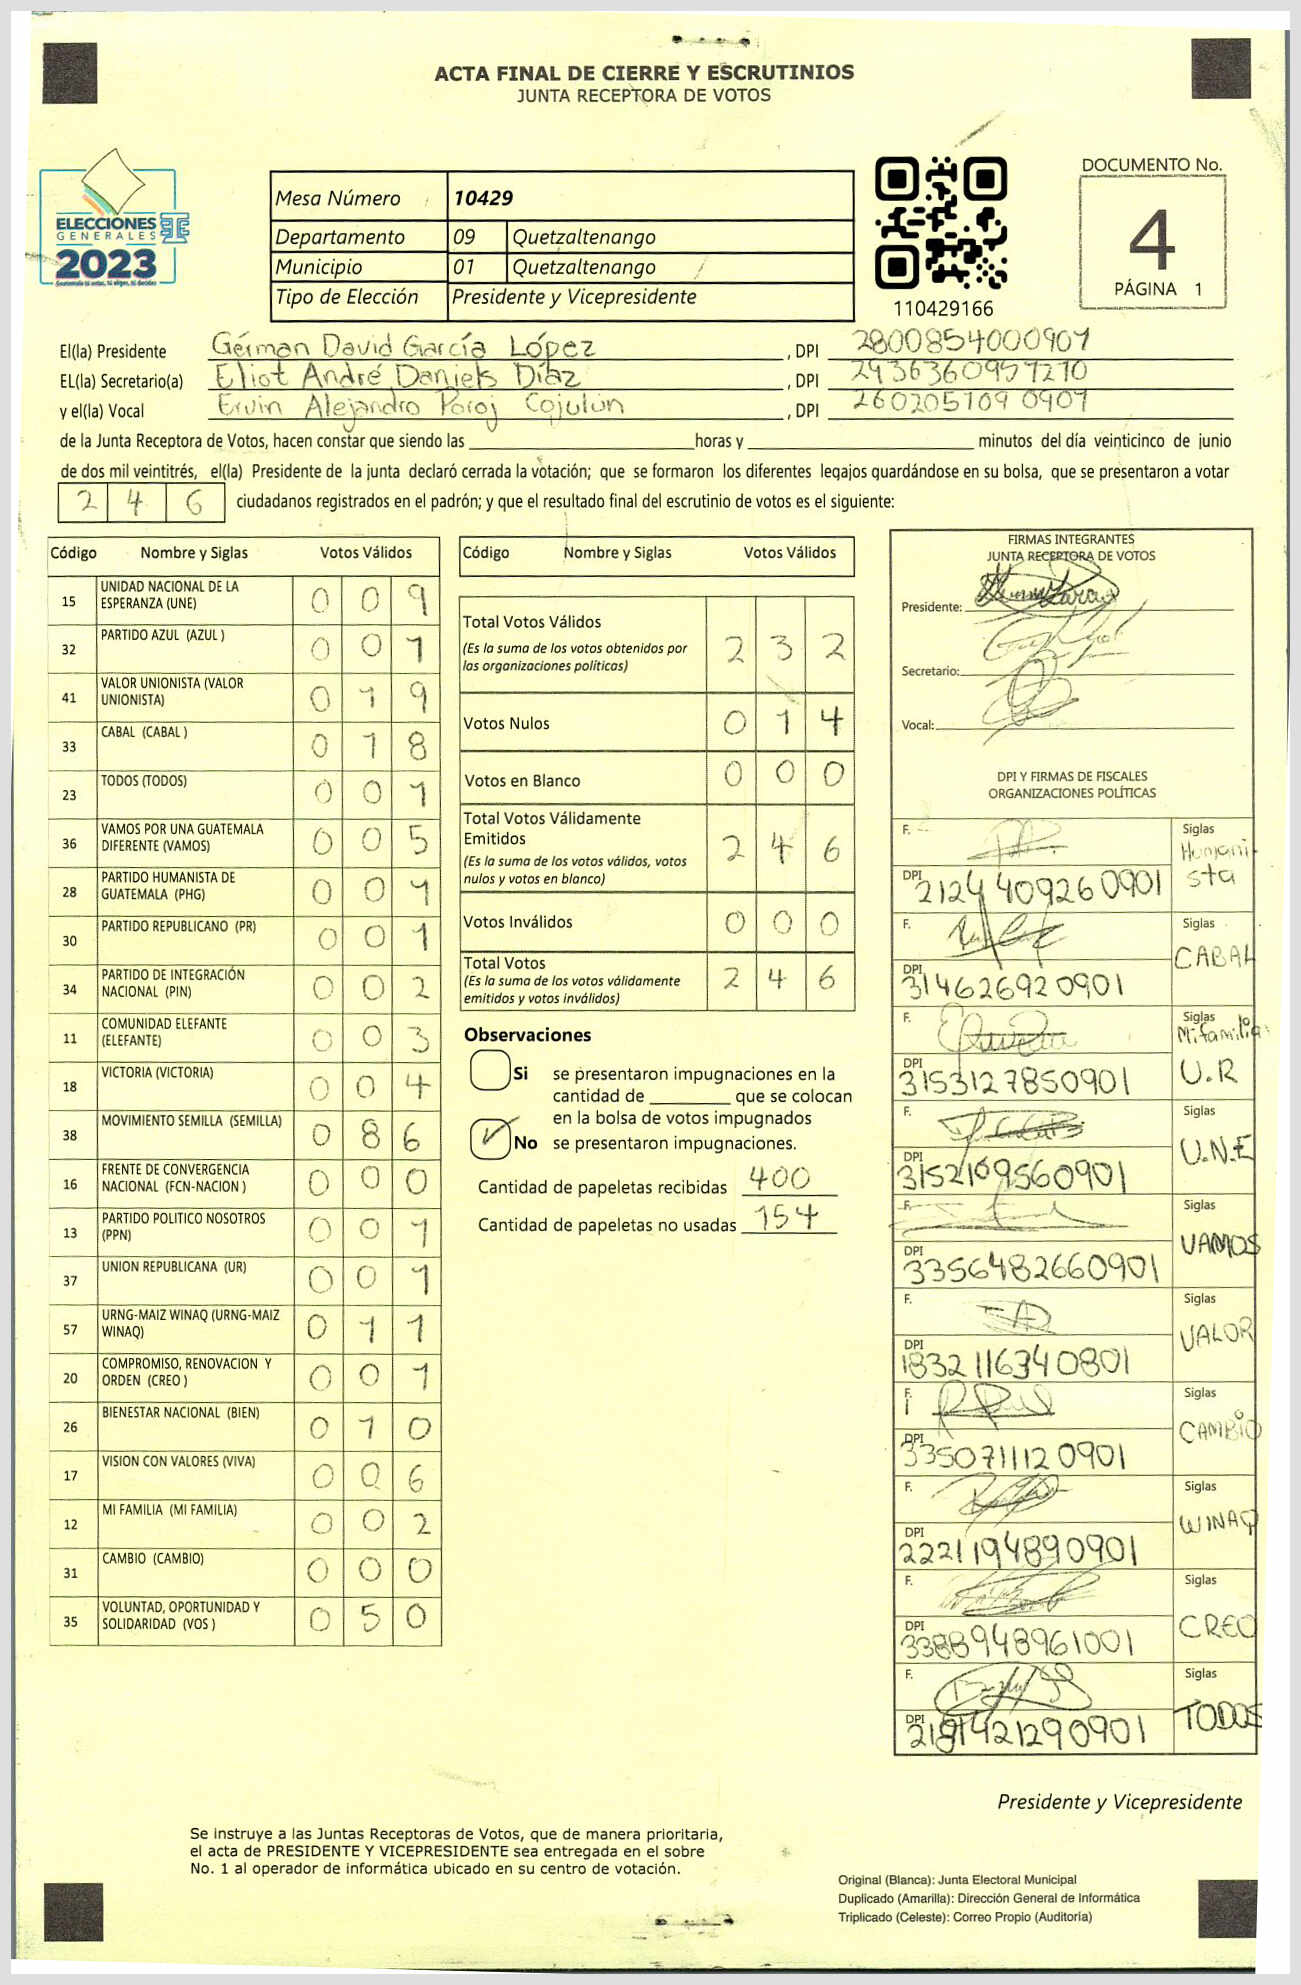 ACTA FINAL DE CIERRE Y ESCRUTINIOS
JUNTA RECEPTORA DE VOTOS
ELECCIONES
GENERALES
2023
Mesa Número 10429
Departamento 09 Quetzaltenango
Municipio 01 Quetzaltenango
Tipo de Elección Presidente y Vicepresidente
110429166
DOCUMENTO No.
4
PÁGINA 1
El(la) Presidente Gérman David García López , DPI 2800854000901
EL(la) Secretario(a) Eliot André Daniels Díaz , DPI
y el(la) Vocal Ervin Alejandro Poroj Cojulún , DPI 260205109 0901
de la Junta Receptora de Votos, hacen constar que siendo las horas y minutos del día veinticinco de junio
de dos mil veintitrés, el(la) Presidente de la junta declaró cerrada la votación; que se formaron los diferentes legajos guardándose en su bolsa, que se presentaron a votar
2 4 6 ciudadanos registrados en el padrón; y que el resultado final del escrutinio de votos es el siguiente:
Código Nombre y Siglas Votos Válidos
15 UNIDAD NACIONAL DE LA ESPERANZA (UNE) 0 0 9
32 PARTIDO AZUL (AZUL ) 0 0 1
41 VALOR UNIONISTA (VALOR UNIONISTA) 0 1 9
33 CABAL (CABAL ) 0 1 8
23 TODOS (TODOS) 0 0 1
36 VAMOS POR UNA GUATEMALA DIFERENTE (VAMOS) 0 0 5
28 PARTIDO HUMANISTA DE GUATEMALA (PHG) 0 0 1
30 PARTIDO REPUBLICANO (PR) 0 0 1
34 PARTIDO DE INTEGRACIÓN NACIONAL (PIN) 0 0 2
11 COMUNIDAD ELEFANTE (ELEFANTE) 0 0 3
18 VICTORIA (VICTORIA) 0 0 4
38 MOVIMIENTO SEMILLA (SEMILLA) 0 8 6
16 FRENTE DE CONVERGENCIA NACIONAL (FCN-NACION ) 0 0 0
13 PARTIDO POLITICO NOSOTROS (PPN) 0 0 1
37 UNION REPUBLICANA (UR) 0 0 1
57 URNG-MAIZ WINAQ (URNG-MAIZ WINAQ) 0 1 1
20 COMPROMISO, RENOVACION Y ORDEN (CREO ) 0 0 1
26 BIENESTAR NACIONAL (BIEN) 0 1 0
17 VISION CON VALORES (VIVA) 0 0 6
12 MI FAMILIA (MI FAMILIA) 0 0 2
31 CAMBIO (CAMBIO) 0 0 0
35 VOLUNTAD, OPORTUNIDAD Y SOLIDARIDAD (VOS ) 0 5 0
Código Nombre y Siglas Votos Válidos
Total Votos Válidos 2 3 2
(Es la suma de los votos obtenidos por
las organizaciones políticas)
Votos Nulos 0 1 4
Votos en Blanco 0 0 0
Total Votos Válidamente
Emitidos 2 4 6
(Es la suma de los votos válidos, votos
nulos y votos en blanco)
Votos Inválidos 0 0 0
Total Votos 2 4 6
(Es la suma de los votos válidamente
emitidos y votos inválidos)
Observaciones
Si se presentaron impugnaciones en la
cantidad de que se colocan
en la bolsa de votos impugnados
No se presentaron impugnaciones.
Cantidad de papeletas recibidas 400
Cantidad de papeletas no usadas 154
FIRMAS INTEGRANTES
JUNTA RECEPTORA DE VOTOS
Presidente:
Secretario:
Vocal:
DPI Y FIRMAS DE FISCALES
ORGANIZACIONES POLÍTICAS
F. Siglas Humanista
DPI 2124 409260901
F. Siglas CABAL
DPI 314626920901
F. Siglas Mifamilia
DPI 3153127850901 U.R
F. Siglas U.N.E
DPI 3152109560901
F. Siglas VAMOS
DPI 3356482660901
F. Siglas VALOR
DPI 1832116340801
F. Siglas CAMBIO
DPI 3350711120901
F. Siglas WINAQ
DPI 2221194890901
F. Siglas CREO
DPI 3388948961001
F. Siglas TODOS
DPI 2181421290901
Presidente y Vicepresidente
Se instruye a las Juntas Receptoras de Votos, que de manera prioritaria,
el acta de PRESIDENTE Y VICEPRESIDENTE sea entregada en el sobre
No. 1 al operador de informática ubicado en su centro de votación.
Original (Blanca): Junta Electoral Municipal
Duplicado (Amarilla): Dirección General de Informática
Triplicado (Celeste): Correo Propio (Auditoría)